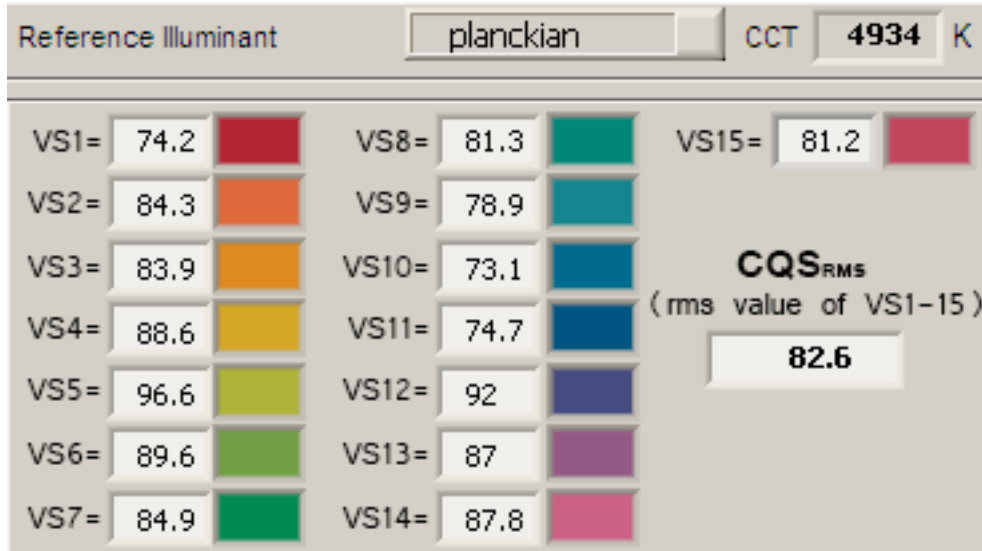 Reference Illuminant planckian CCT 4934 K
VS1= 74.2 VS8= 81.3 VS15= 81.2
VS2= 84.3 VS9= 78.9
VS3= 83.9 VS10= 73.1
VS4= 88.6 VS11= 74.7
VS5= 96.6 VS12= 92
VS6= 89.6 VS13= 87
VS7= 84.9 VS14= 87.8
CQSRMS
(rms value of VS1-15)
82.6